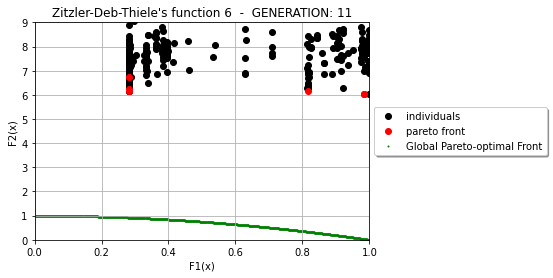 Zitzler-Deb-Thiele's function 6 - GENERATION: 11
9
8
7
6
5
4
3
2
1
0
F2(x)
0.0 0.2 0.4 0.6 0.8 1.0
F1(x)
individuals
pareto front
Global Pareto-optimal Front